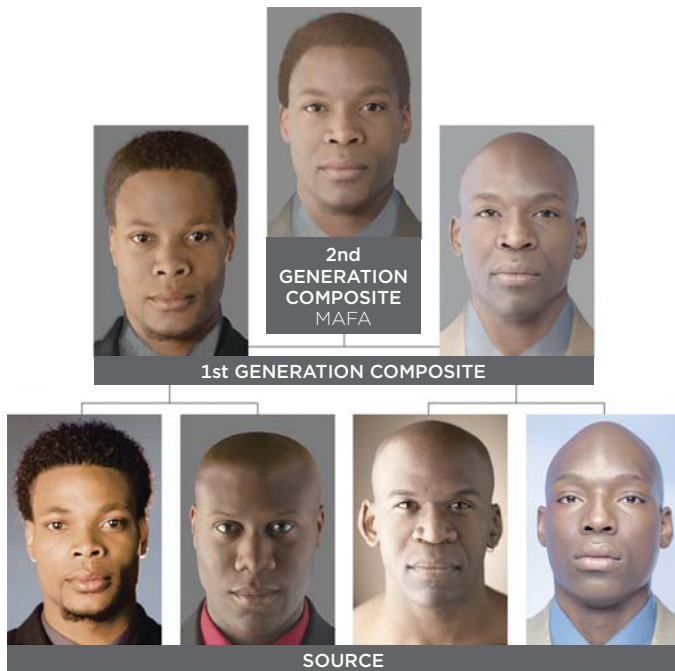 2nd
GENERATION
COMPOSITE
MAFA
1st GENERATION COMPOSITE
SOURCE